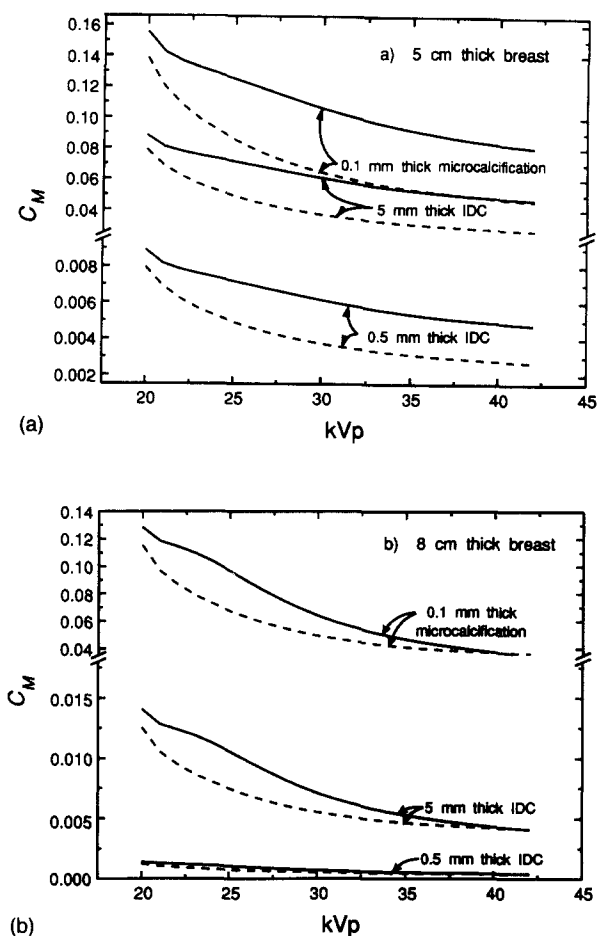 a) 5 cm thick breast
0.16
0.14
0.12
0.10
0.08
0.06
0.04
0.008
0.006
0.004
0.002
C_M
0.1 mm thick microcalcification
5 mm thick IDC
0.5 mm thick IDC
20 25 30 35 40 45
kVp
(a)
b) 8 cm thick breast
0.14
0.12
0.10
0.08
0.06
0.04
0.015
0.010
0.005
0.000
C_M
0.1 mm thick
microcalcification
5 mm thick IDC
0.5 mm thick IDC
20 25 30 35 40 45
kVp
(b)